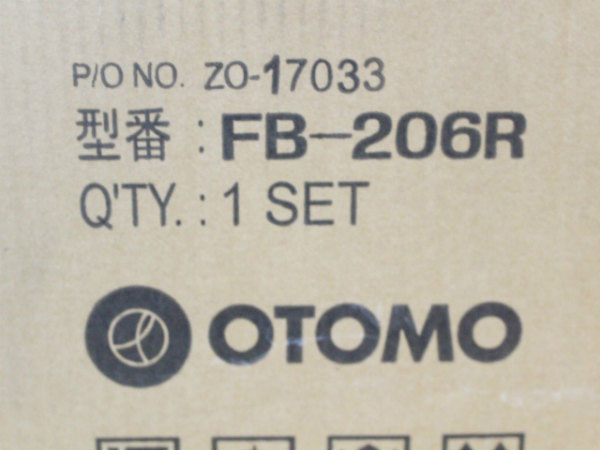 P/O NO. ZO-17033
型番 : FB-206R
Q'TY. : 1 SET
OTOMO